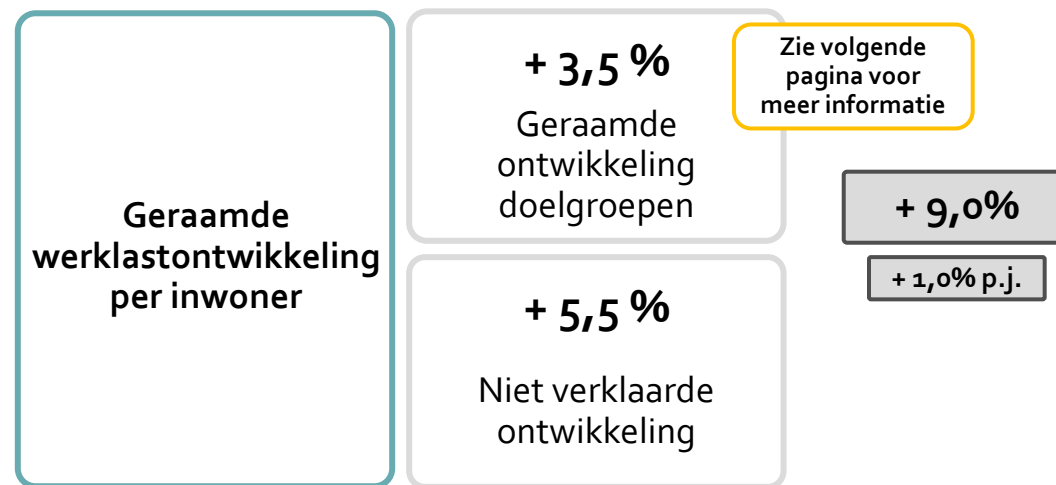 Geraamde
werklastontwikkeling
per inwoner
+ 3,5 %
Geraamde
ontwikkeling
doelgroepen
Zie volgende
pagina voor
meer informatie
+ 5,5 %
Niet verklaarde
ontwikkeling
+ 9,0%
+ 1,0% p.j.